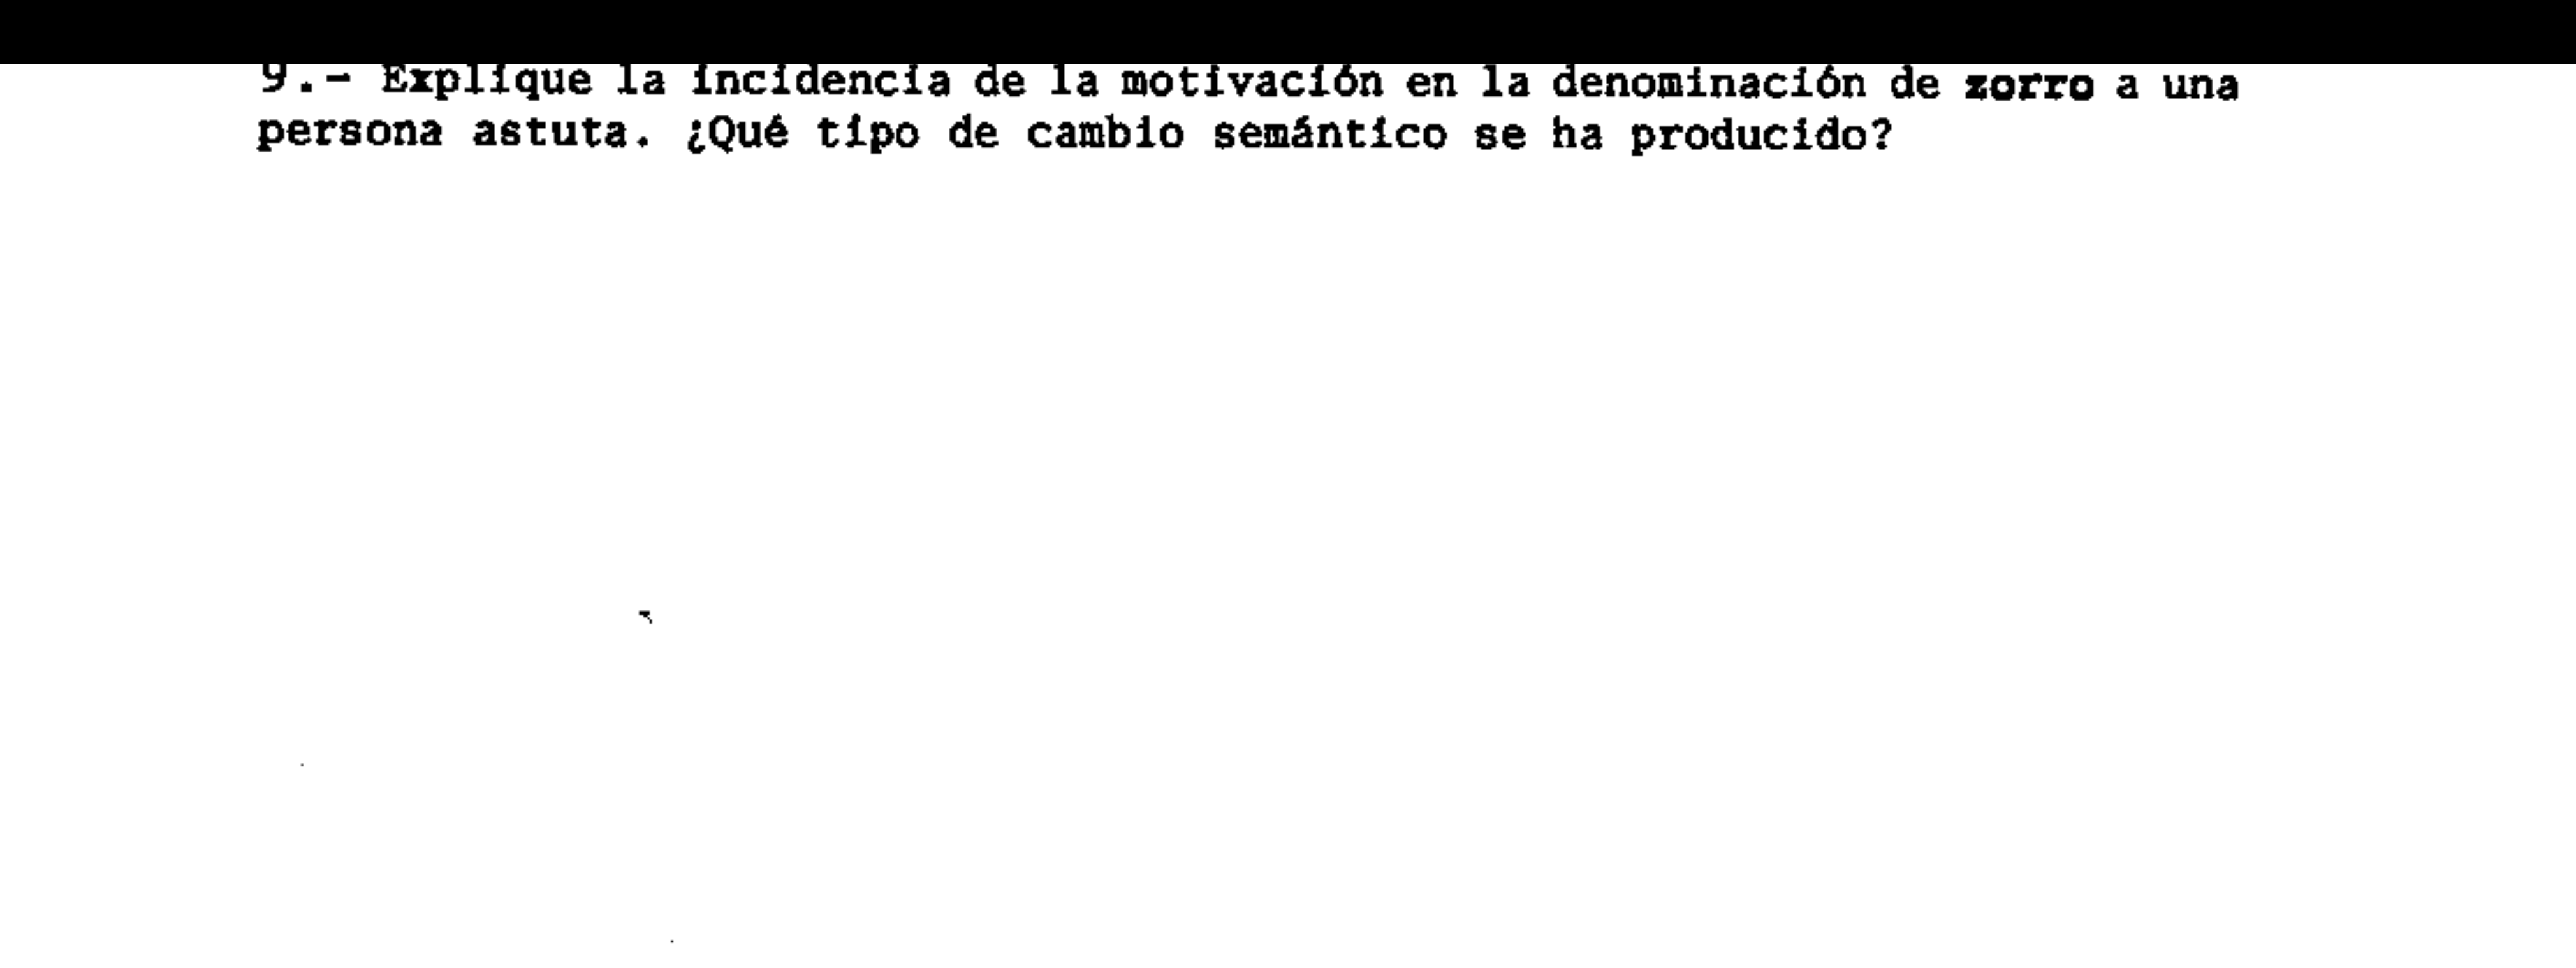 9.- Explique la incidencia de la motivación en la denominación de zorro a una
persona astuta. ¿Qué tipo de cambio semántico se ha producido?